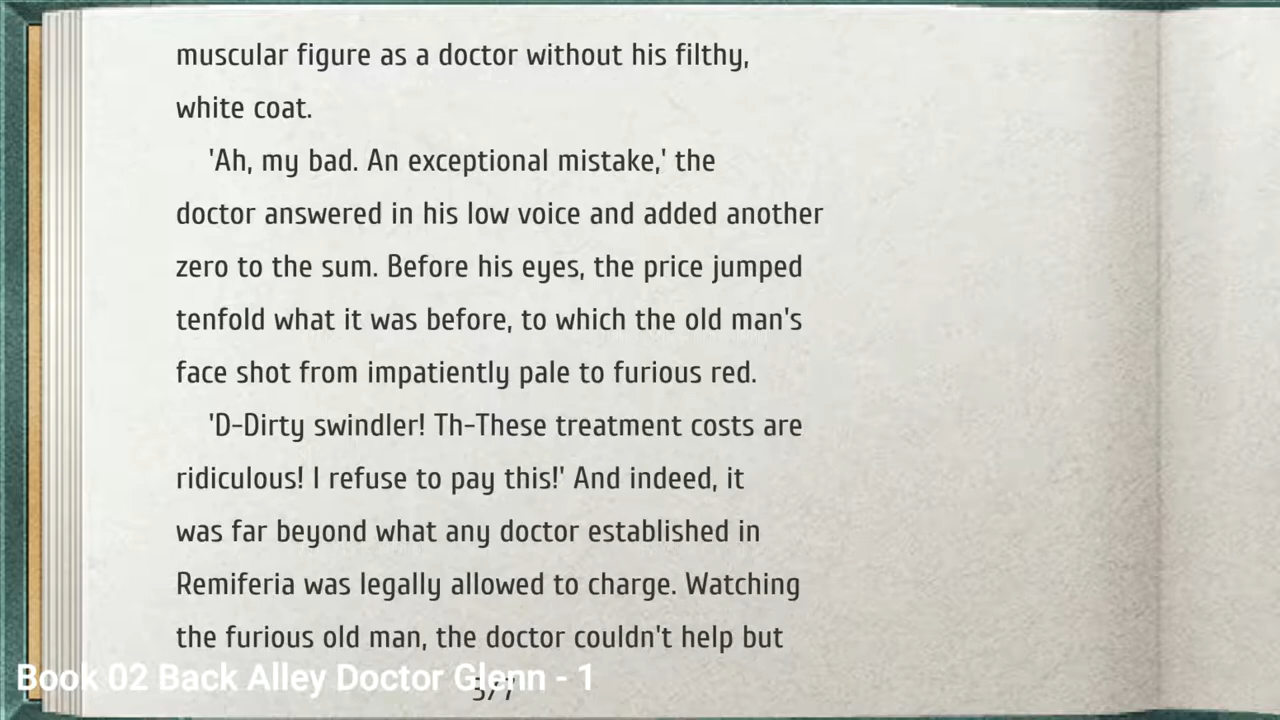 muscular figure as a doctor without his filthy,
white coat.
'Ah, my bad. An exceptional mistake,' the
doctor answered in his low voice and added another
zero to the sum. Before his eyes, the price jumped
tenfold what it was before, to which the old man's
face shot from impatiently pale to furious red.
'D-Dirty swindler! Th-These treatment costs are
ridiculous! I refuse to pay this!' And indeed, it
was far beyond what any doctor established in
Remiferia was legally allowed to charge. Watching
the furious old man, the doctor couldn't help but
Book 02 Back Alley Doctor Glenn - 1